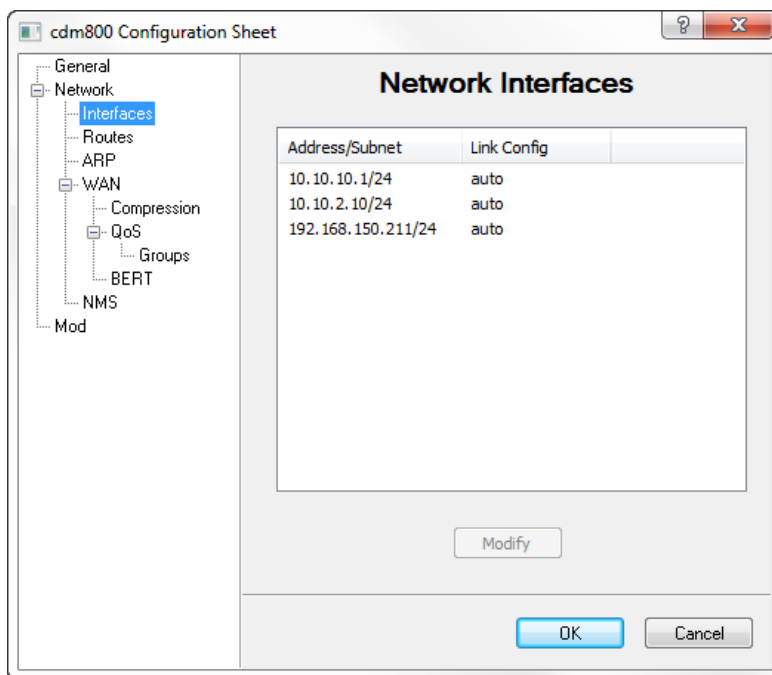 cdm800 Configuration Sheet
?
General
Network
Interfaces
Routes
ARP
WAN
Compression
QoS
Groups
BERT
NMS
Mod
Network Interfaces
Address/Subnet Link Config
10.10.10.1/24 auto
10.10.2.10/24 auto
192.168.150.211/24 auto
Modify
OK Cancel